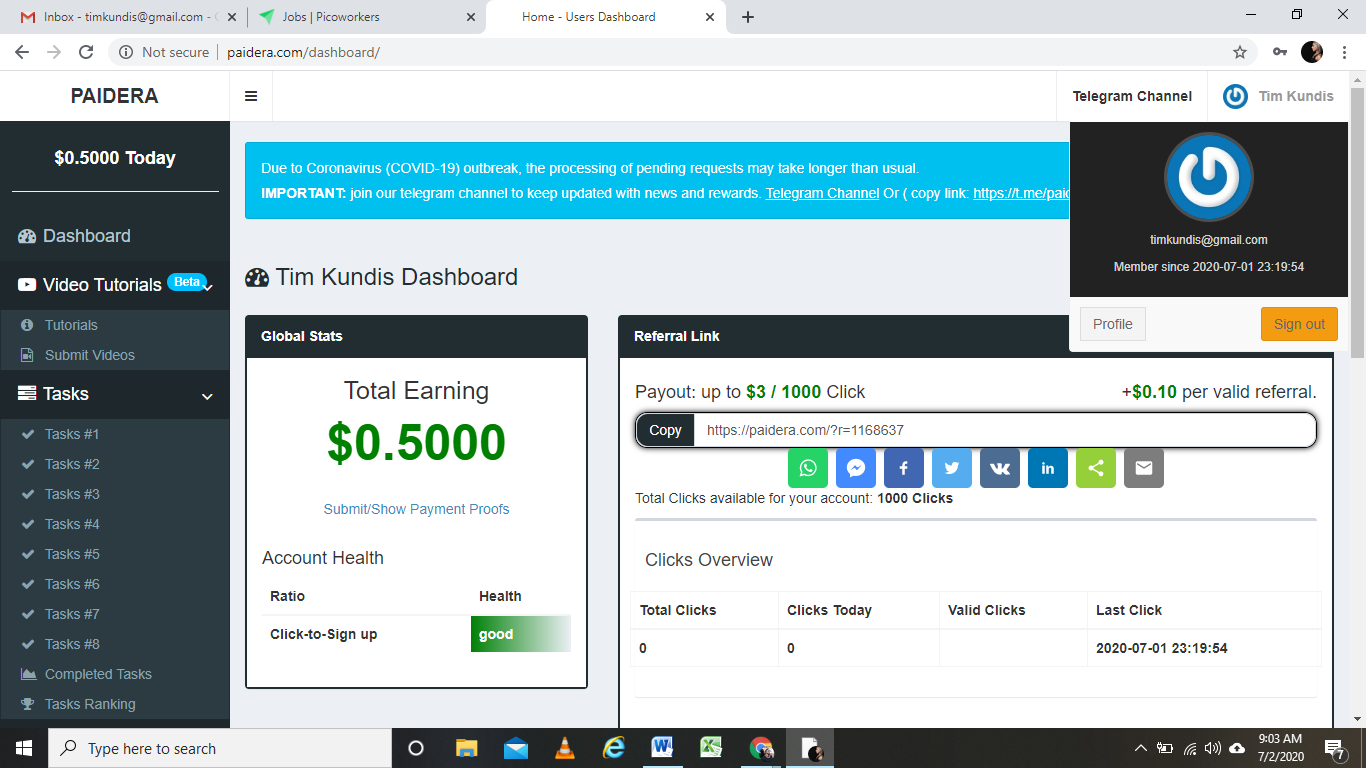 Inbox - timkundis@gmail.com -
Jobs | Picoworkers
Home - Users Dashboard
Not secure | paidera.com/dashboard/
PAIDERA
Telegram Channel
Tim Kundis
$0.5000 Today
Dashboard
Video Tutorials Beta
Tutorials
Submit Videos
Tasks
Tasks #1
Tasks #2
Tasks #3
Tasks #4
Tasks #5
Tasks #6
Tasks #7
Tasks #8
Completed Tasks
Tasks Ranking
Due to Coronavirus (COVID-19) outbreak, the processing of pending requests may take longer than usual.
IMPORTANT: join our telegram channel to keep updated with news and rewards. Telegram Channel Or ( copy link: https://t.me/paid
timkundis@gmail.com
Member since 2020-07-01 23:19:54
Profile
Sign out
Tim Kundis Dashboard
Global Stats
Total Earning
$0.5000
Submit/Show Payment Proofs
Account Health
Ratio Health
Click-to-Sign up good
Referral Link
Payout: up to $3 / 1000 Click
+$0.10 per valid referral.
Copy https://paidera.com/?r=1168637
Total Clicks available for your account: 1000 Clicks
Clicks Overview
Total Clicks Clicks Today Valid Clicks Last Click
0 0 2020-07-01 23:19:54
Type here to search
9:03 AM
7/2/2020
7